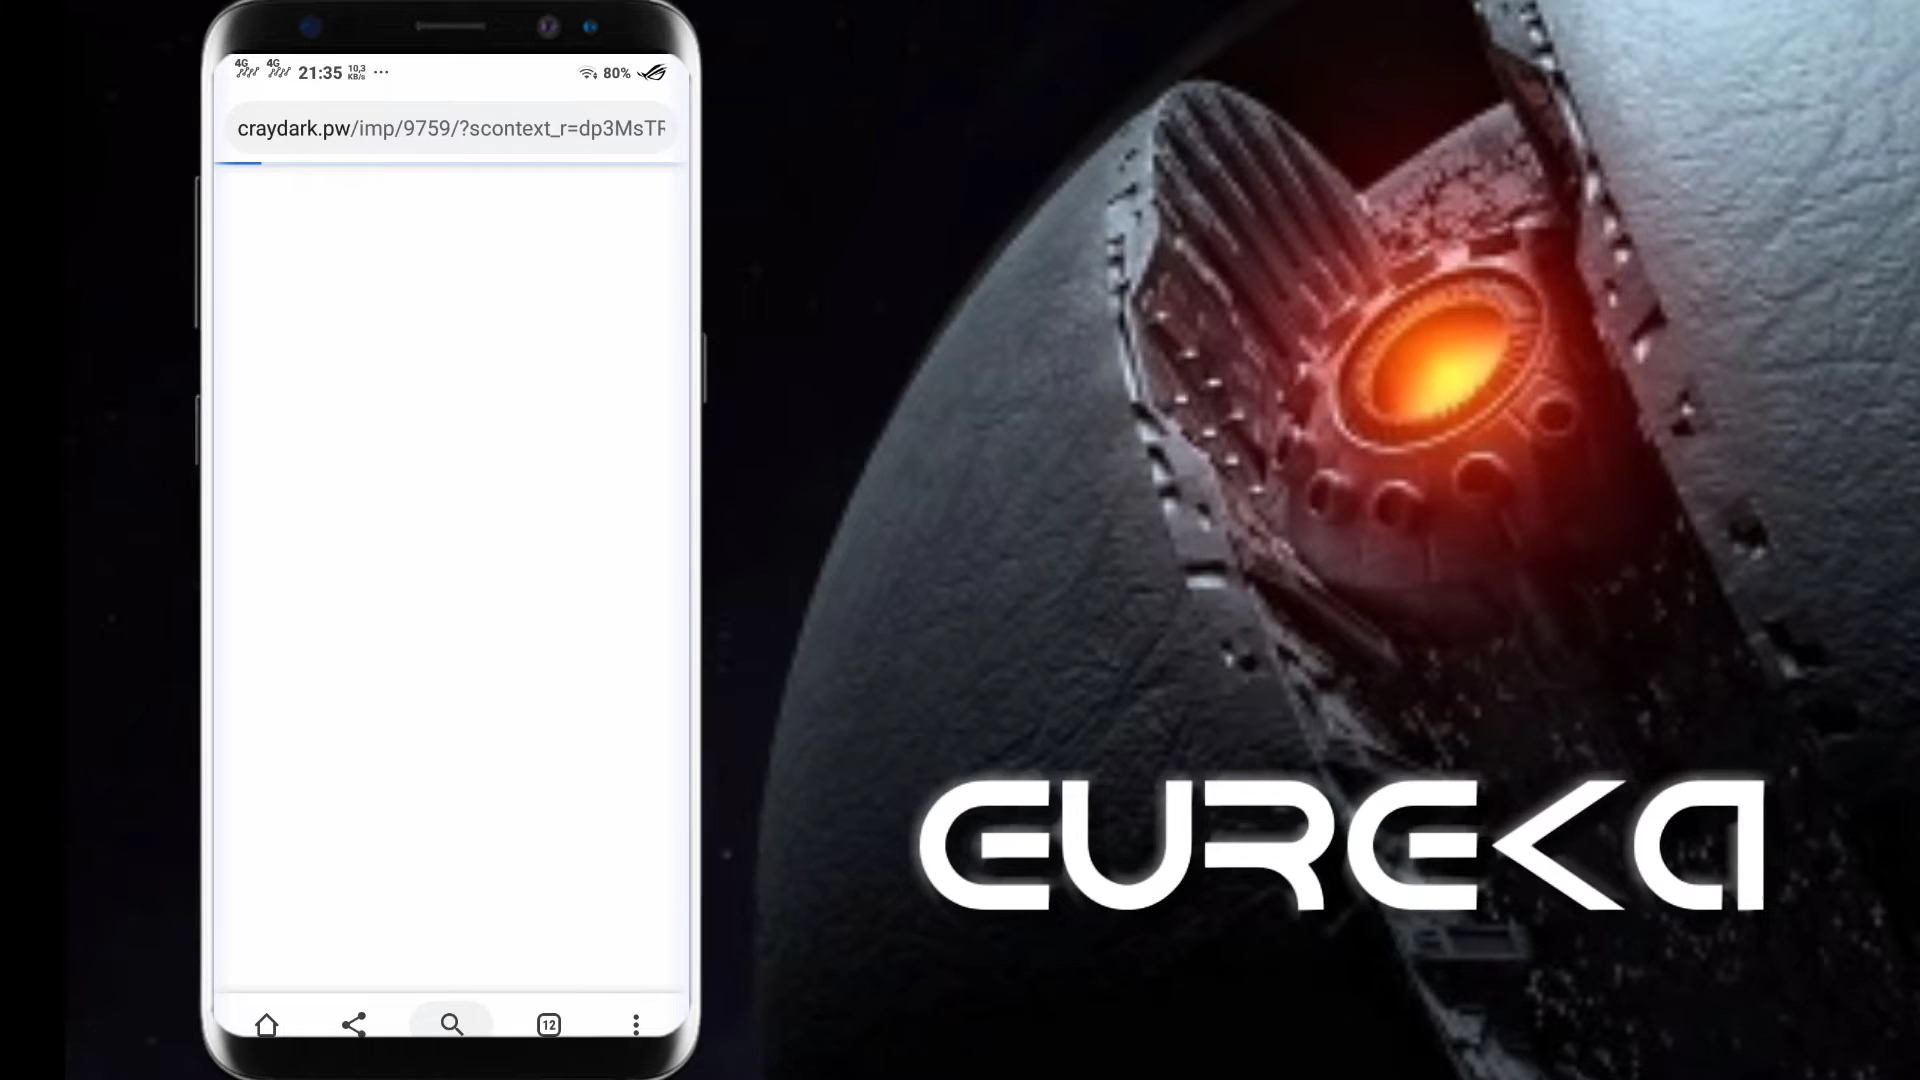 4G 4G 21:35 10,3 KB/s ... 80%
craydark.pw/imp/9759/?scontext_r=dp3MsTF
12
EUREKA